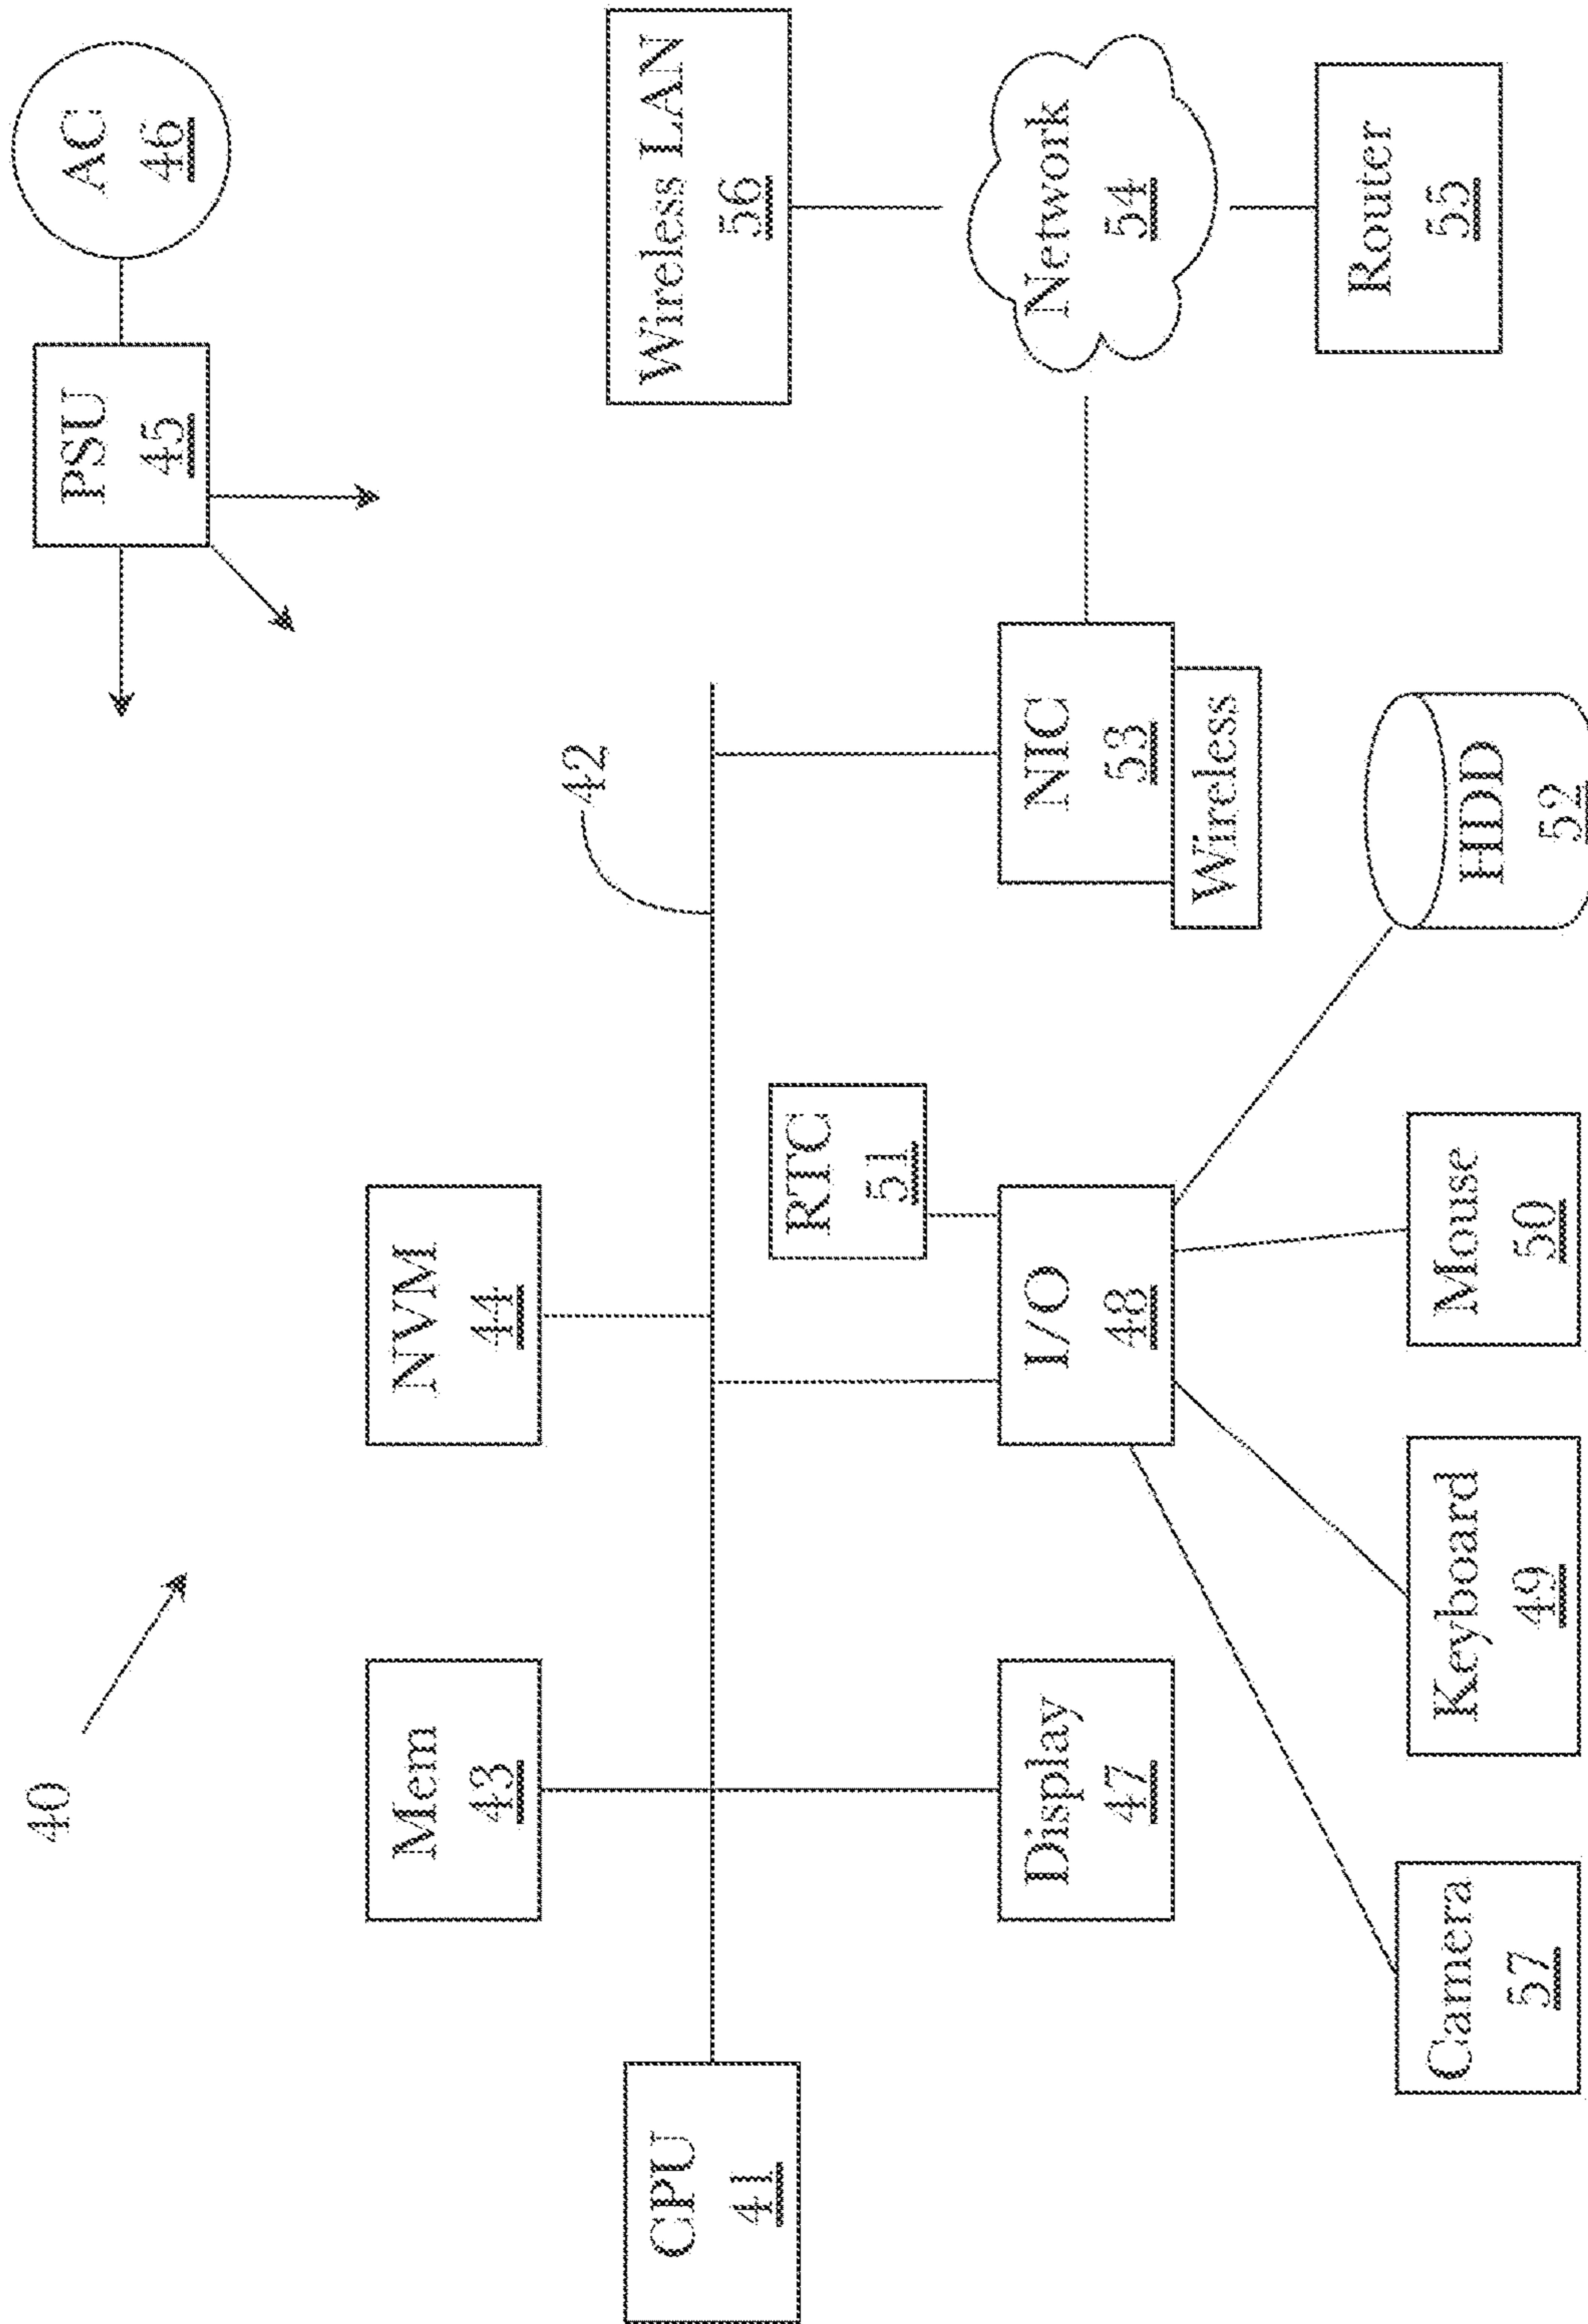 40
PSU
45
AC
46
Mem
43
NVM
44
42
Wireless LAN
56
CPU
41
RTC
51
Display
47
I/O
48
NIC
53
Wireless
Network
54
Camera
57
Keyboard
49
Mouse
50
HDD
52
Router
55